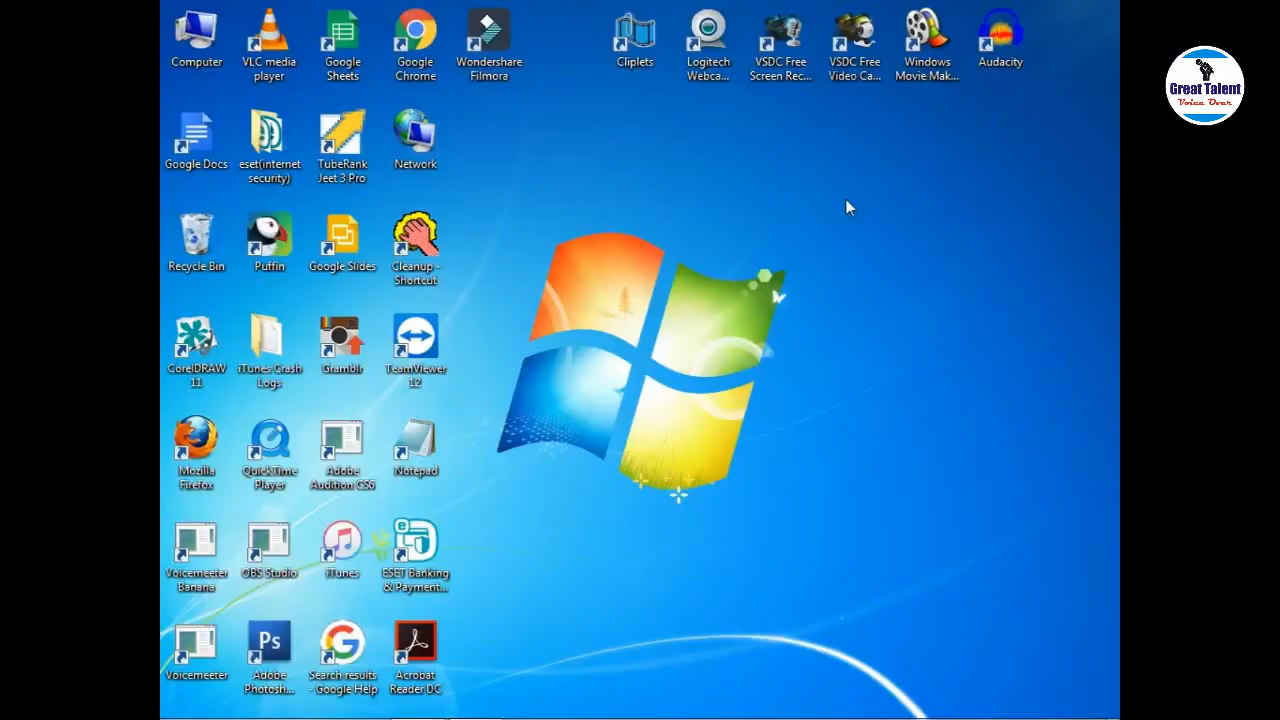 Computer
VLC media
player
Google
Sheets
Google
Chrome
Wondershare
Filmora
Cliplets
Logitech
Webca...
VSDC Free
Screen Rec...
VSDC Free
Video Ca...
Windows
Movie Mak...
Audacity
Great Talent
Voice Over
Google Docs
eset(internet
security)
TubeRank
Jeet 3 Pro
Network
Recycle Bin
Puffin
Google Slides
Cleanup -
Shortcut
CorelDRAW
11
iTunes Crash
Logs
Gramblr
TeamViewer
12
Mozilla
Firefox
QuickTime
Player
Adobe
Audition CS6
Notepad
Voicemeeter
Banana
OBS Studio
iTunes
e
ESET Banking
& Payment...
Voicemeeter
Ps
Adobe
Photosh...
Search results
- Google Help
Acrobat
Reader DC